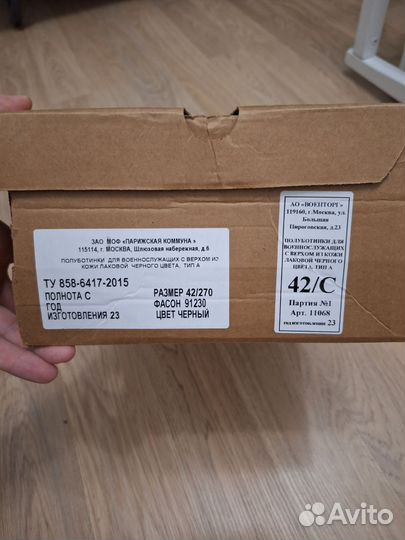 ЗАО МОФ «ПАРИЖСКАЯ КОММУНА»
115114, г. МОСКВА, Шлюзовая набережная, д.6
ПОЛУБОТИНКИ ДЛЯ ВОЕННОСЛУЖАЩИХ С ВЕРХОМ ИЗ
КОЖИ ЛАКОВОЙ ЧЕРНОГО ЦВЕТА, ТИП А
ТУ 858-6417-2015
ПОЛНОТА С РАЗМЕР 42/270
ГОД ФАСОН 91230
ИЗГОТОВЛЕНИЯ 23 ЦВЕТ ЧЕРНЫЙ
АО «ВОЕНТОРГ»
119160, г.Москва, ул.
Большая
Пироговская, д.23
ПОЛУБОТИНКИ ДЛЯ
ВОЕННОСЛУЖАЩИХ
С ВЕРХОМ ИЗ КОЖИ
ЛАКОВОЙ ЧЕРНОГО
ЦВЕТА, ТИП А
42/С
Партия №1
Арт. 11068
год изготовления 23
Avito